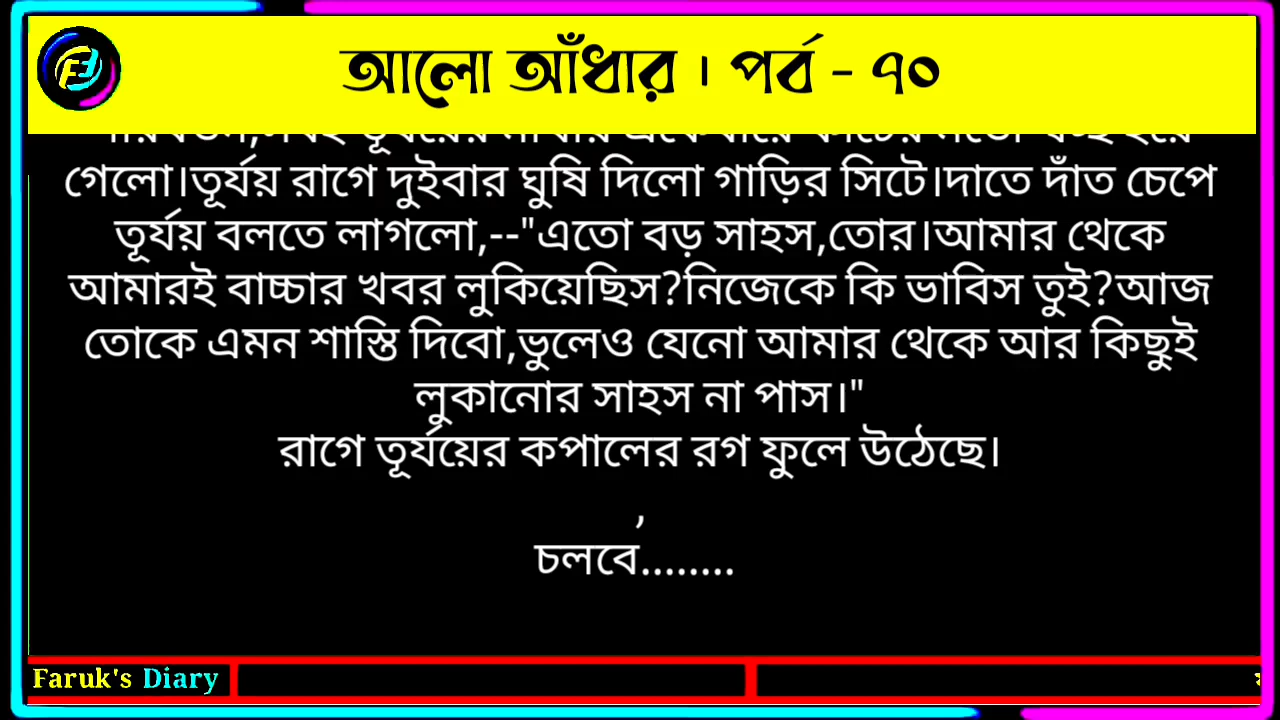 আলো আঁধার । পর্ব - ৭০
গেলো।তূর্যয় রাগে দুইবার ঘুষি দিলো গাড়ির সিটে।দাতে দাঁত চেপে
তূর্যয় বলতে লাগলো,--"এতো বড় সাহস,তোর।আমার থেকে
আমারই বাচ্চার খবর লুকিয়েছিস?নিজেকে কি ভাবিস তুই?আজ
তোকে এমন শাস্তি দিবো,ভুলেও যেনো আমার থেকে আর কিছুই
লুকানোর সাহস না পাস।"
রাগে তূর্যয়ের কপালের রগ ফুলে উঠেছে।
,
চলবে........
Faruk's Diary